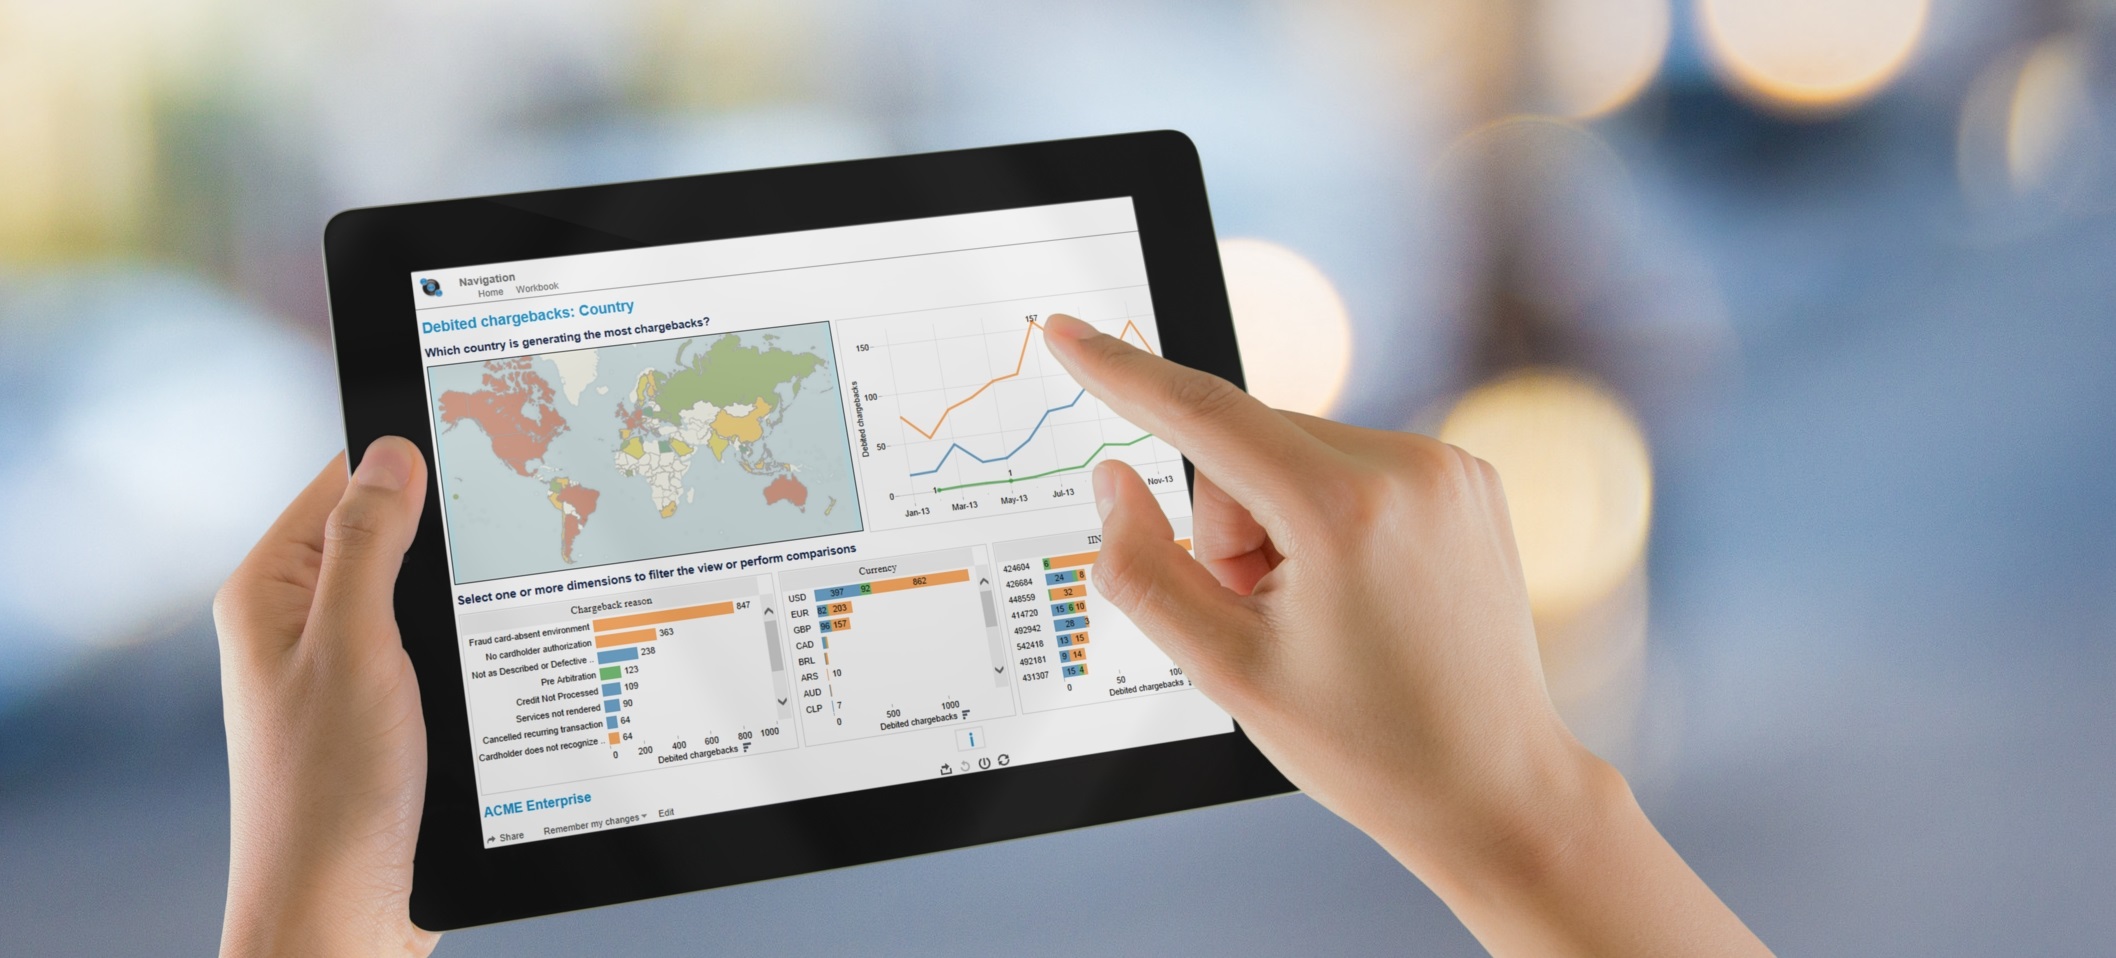 Navigation
Home Workbook
Debited chargebacks: Country
Which country is generating the most chargebacks?
157
150
100
50
0
Debited chargebacks
1
1
Jan-13 Mar-13 May-13 Jul-13 Nov-13
Select one or more dimensions to filter the view or perform comparisons
Chargeback reason
Fraud card-absent environment 847
No cardholder authorization 363
Not as Described or Defective .. 238
Pre Arbitration 123
Credit Not Processed 109
Services not rendered 90
Cancelled recurring transaction 64
Cardholder does not recognize .. 64
0 200 400 600 800 1000
Debited chargebacks
Currency
USD 397 92 862
EUR 82 203
GBP 96 157
CAD
BRL
ARS 10
AUD
CLP 7
0 500 1000
Debited chargebacks
IIN
424604 6
426684 24 8
448559 32
414720 15 6 10
492942 28 3
542418 13 15
492181 9 14
431307 15 4
0 50 100
Debited chargebacks
i
ACME Enterprise
Share Remember my changes Edit